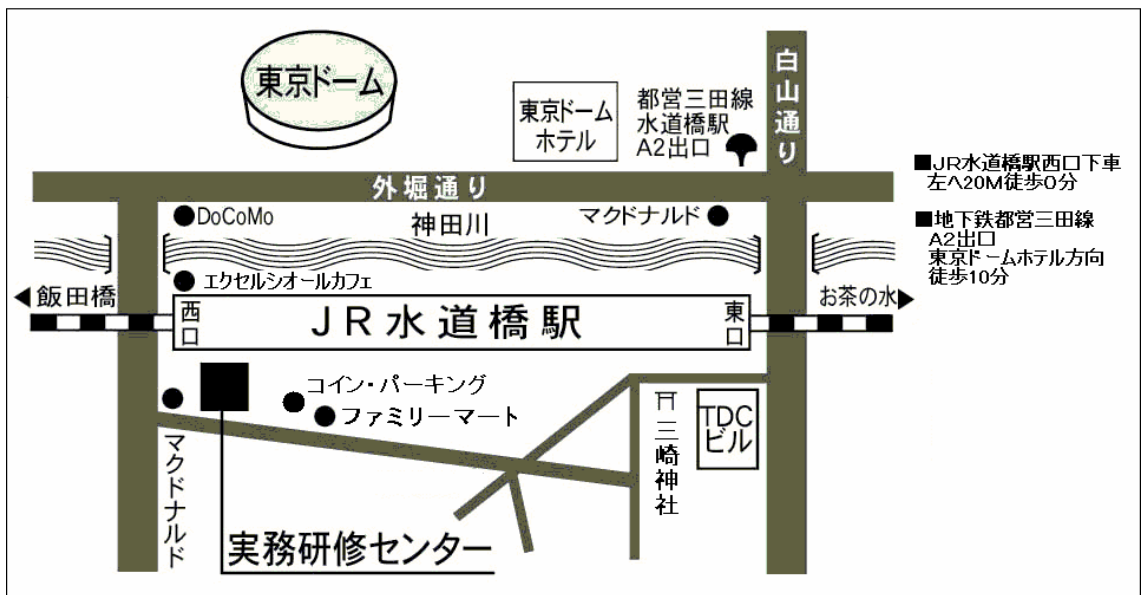 東京ドーム
東京ドーム
ホテル
都営三田線
水道橋駅
A2出口
白山通り
外堀通り
DoCoMo
神田川
マクドナルド
エクセルシオールカフェ
飯田橋
お茶の水
西口
JR水道橋駅
東口
コイン・パーキング
ファミリーマート
マクドナルド
三崎神社
TDC
ビル
実務研修センター
■JR水道橋駅西口下車
左へ20M徒歩0分
■地下鉄都営三田線
A2出口
東京ドームホテル方向
徒歩10分